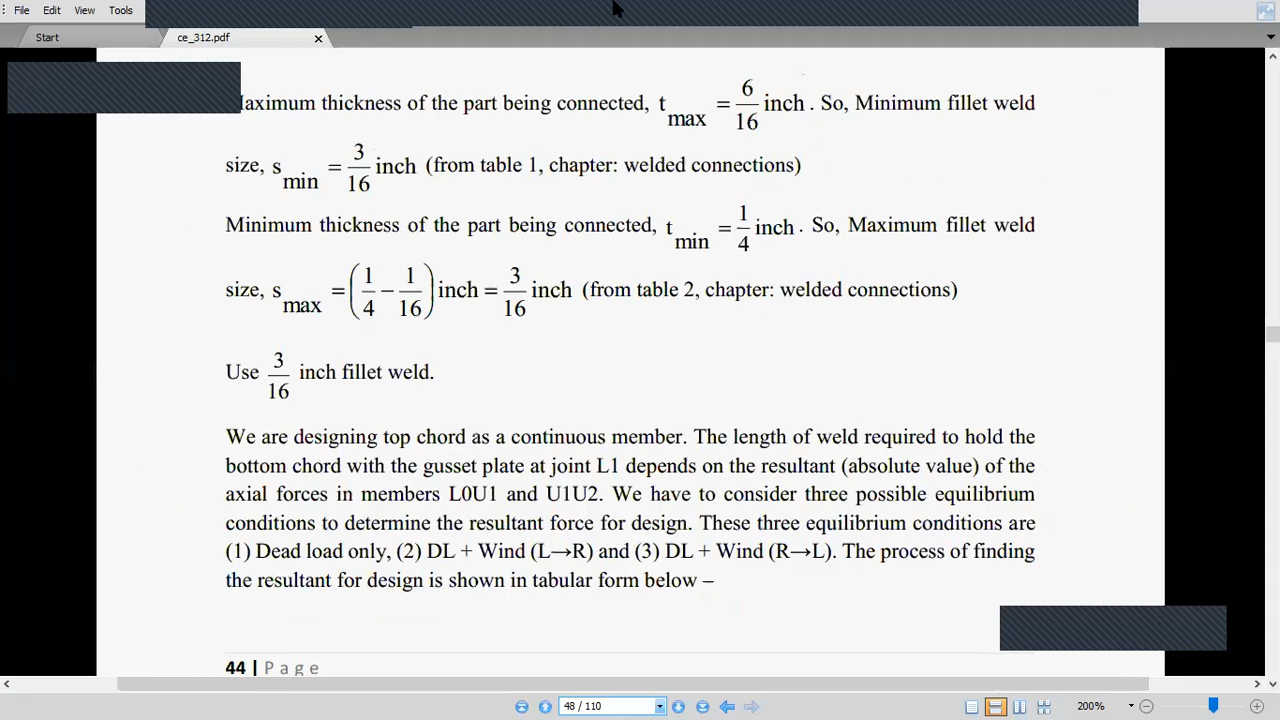 File Edit View Tools
Start ce_312.pdf
Maximum thickness of the part being connected, t max = 6/16 inch. So, Minimum fillet weld
size, s min = 3/16 inch (from table 1, chapter: welded connections)
Minimum thickness of the part being connected, t min = 1/4 inch. So, Maximum fillet weld
size, s max = (1/4 − 1/16) inch = 3/16 inch (from table 2, chapter: welded connections)
Use 3/16 inch fillet weld.
We are designing top chord as a continuous member. The length of weld required to hold the
bottom chord with the gusset plate at joint L1 depends on the resultant (absolute value) of the
axial forces in members L0U1 and U1U2. We have to consider three possible equilibrium
conditions to determine the resultant force for design. These three equilibrium conditions are
(1) Dead load only, (2) DL + Wind (L→R) and (3) DL + Wind (R→L). The process of finding
the resultant for design is shown in tabular form below –
44 | Page
48 / 110
200%